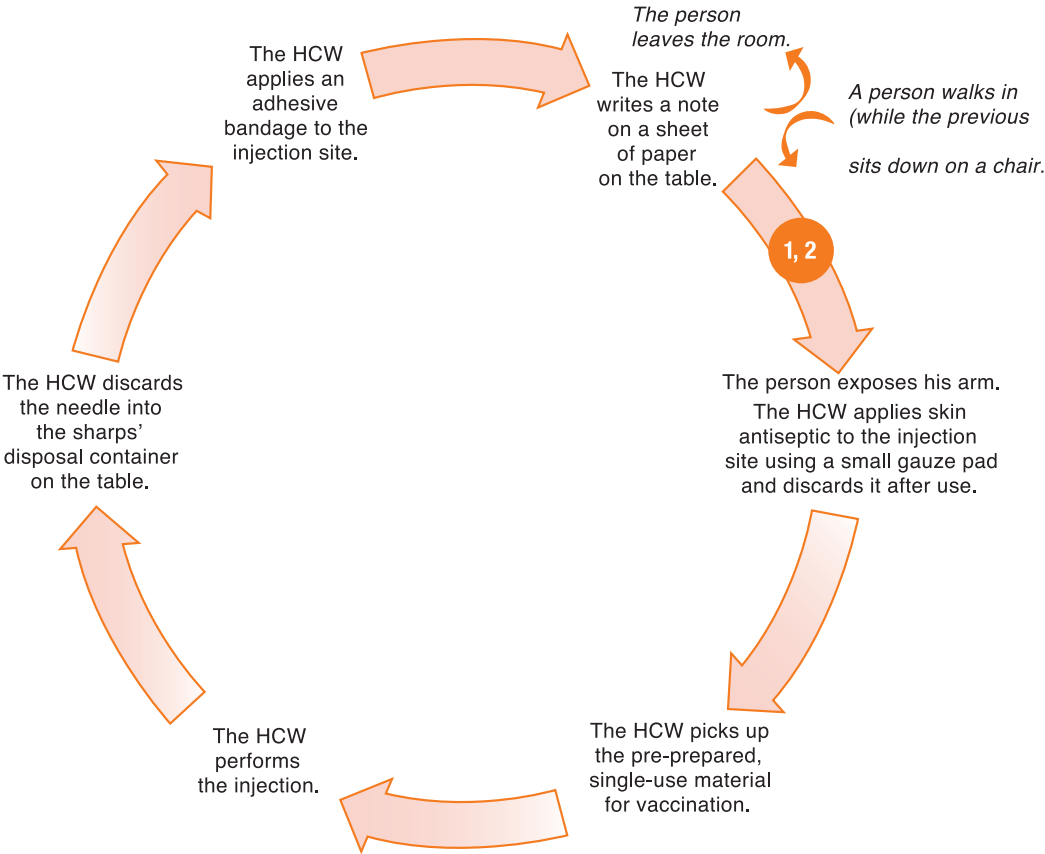 The person
leaves the room.
A person walks in
(while the previous
sits down on a chair.
The HCW
writes a note
on a sheet
of paper
on the table.
1, 2
The person exposes his arm.
The HCW applies skin
antiseptic to the injection
site using a small gauze pad
and discards it after use.
The HCW picks up
the pre-prepared,
single-use material
for vaccination.
The HCW
performs
the injection.
The HCW discards
the needle into
the sharps’
disposal container
on the table.
The HCW
applies an
adhesive
bandage to the
injection site.